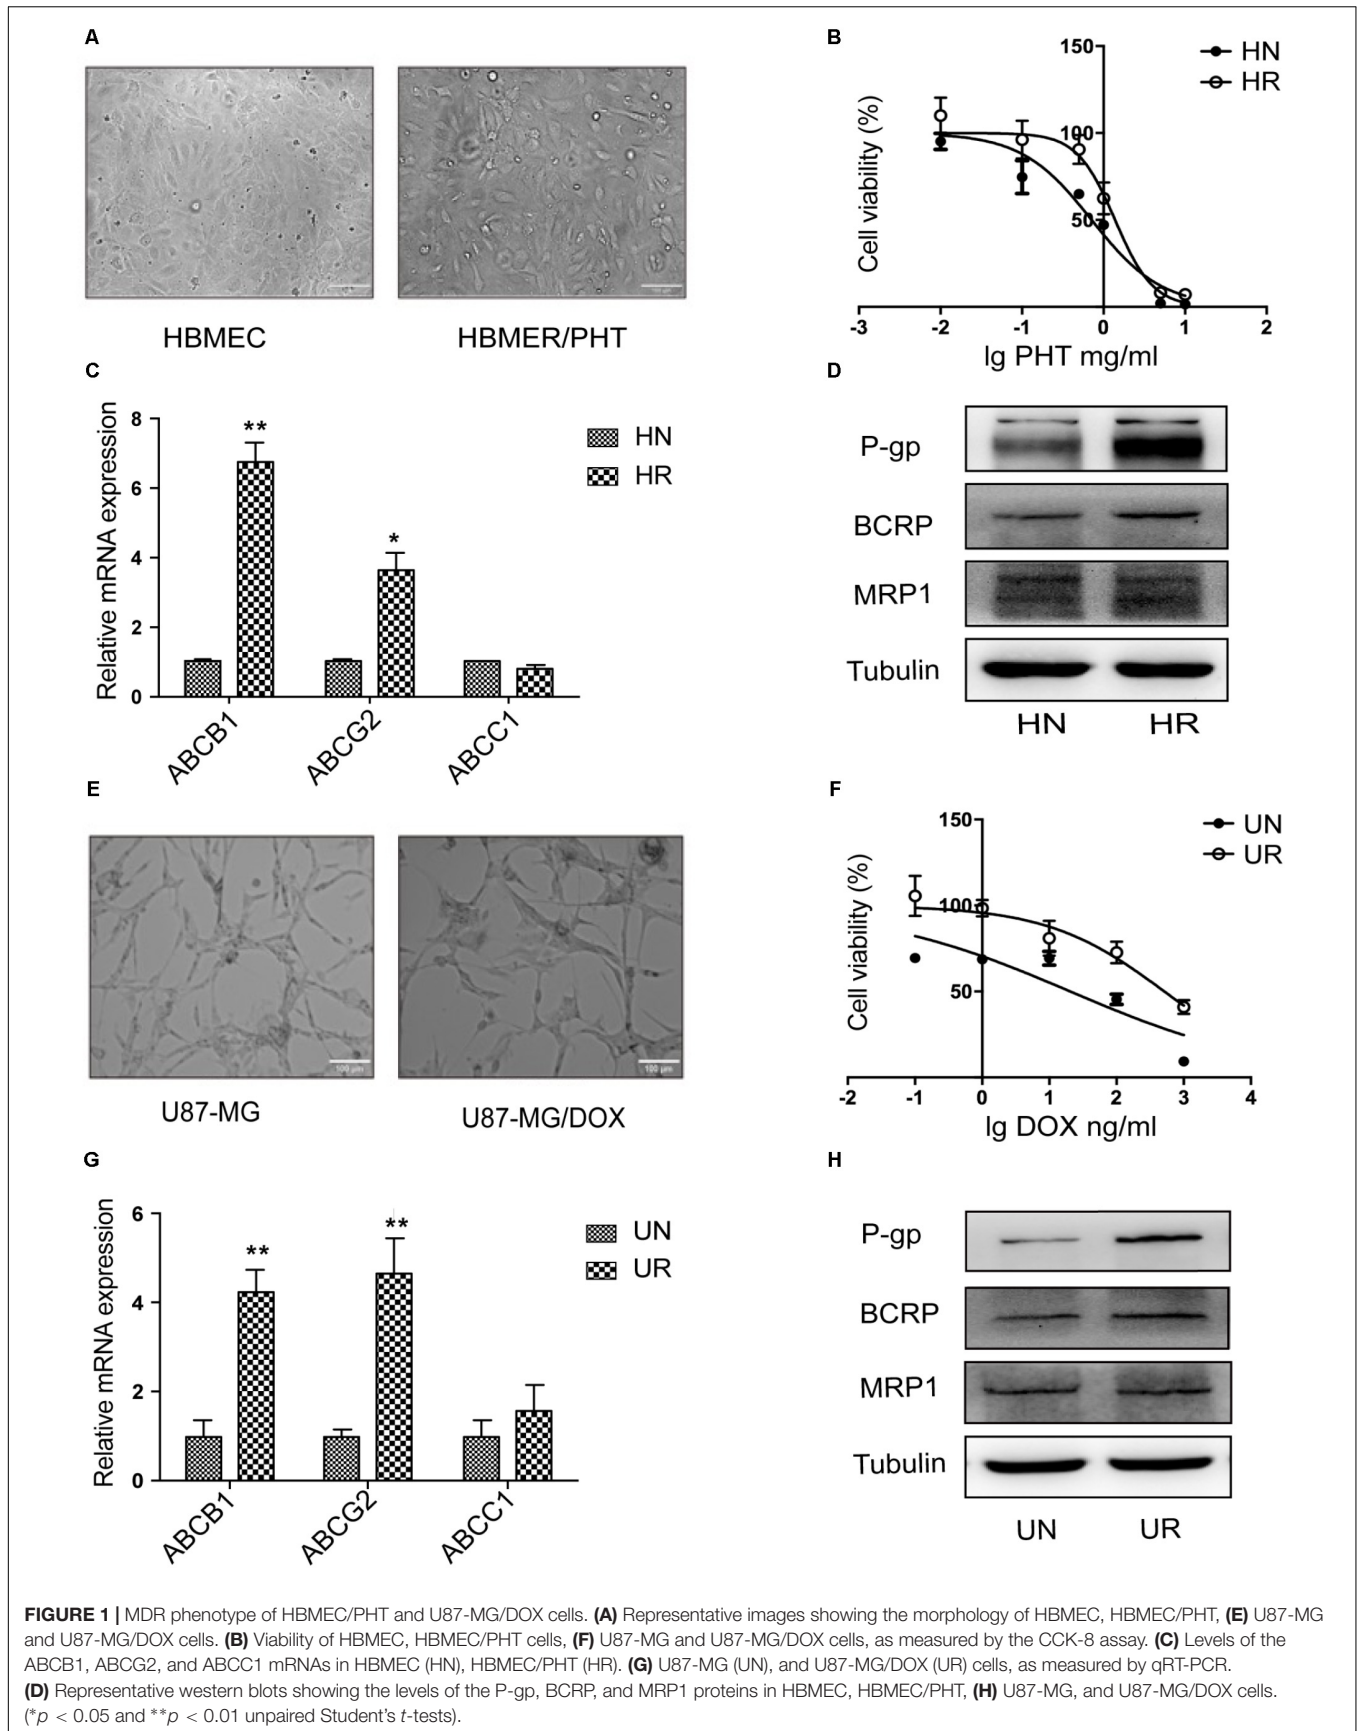 A
HBMEC
HBMER/PHT
B
150
100
50
-3 -2 -1 0 1 2
Cell viability (%)
lg PHT mg/ml
HN
HR
C
Relative mRNA expression
8
6
4
2
0
**
*
HN
HR
ABCB1
ABCG2
ABCC1
D
P-gp
BCRP
MRP1
Tubulin
HN HR
E
100 µm
100 µm
U87-MG
U87-MG/DOX
F
150
100
50
-2 -1 0 1 2 3 4
Cell viability (%)
lg DOX ng/ml
UN
UR
G
Relative mRNA expression
6
4
2
0
**
**
UN
UR
ABCB1
ABCG2
ABCC1
H
P-gp
BCRP
MRP1
Tubulin
UN UR
FIGURE 1 | MDR phenotype of HBMEC/PHT and U87-MG/DOX cells. (A) Representative images showing the morphology of HBMEC, HBMEC/PHT, (E) U87-MG
and U87-MG/DOX cells. (B) Viability of HBMEC, HBMEC/PHT cells, (F) U87-MG and U87-MG/DOX cells, as measured by the CCK-8 assay. (C) Levels of the
ABCB1, ABCG2, and ABCC1 mRNAs in HBMEC (HN), HBMEC/PHT (HR). (G) U87-MG (UN), and U87-MG/DOX (UR) cells, as measured by qRT-PCR.
(D) Representative western blots showing the levels of the P-gp, BCRP, and MRP1 proteins in HBMEC, HBMEC/PHT, (H) U87-MG, and U87-MG/DOX cells.
(*p < 0.05 and **p < 0.01 unpaired Student's t-tests).